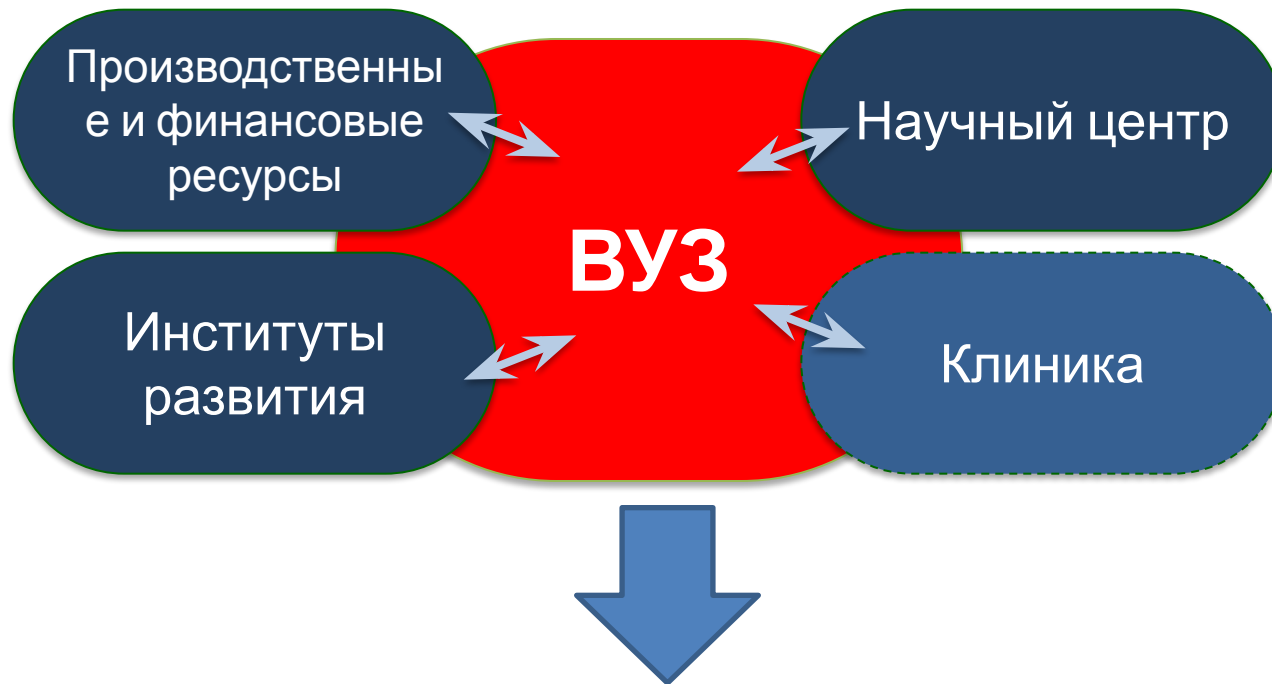 Производственны
е и финансовые
ресурсы
Научный центр
ВУЗ
Институты
развития
Клиника